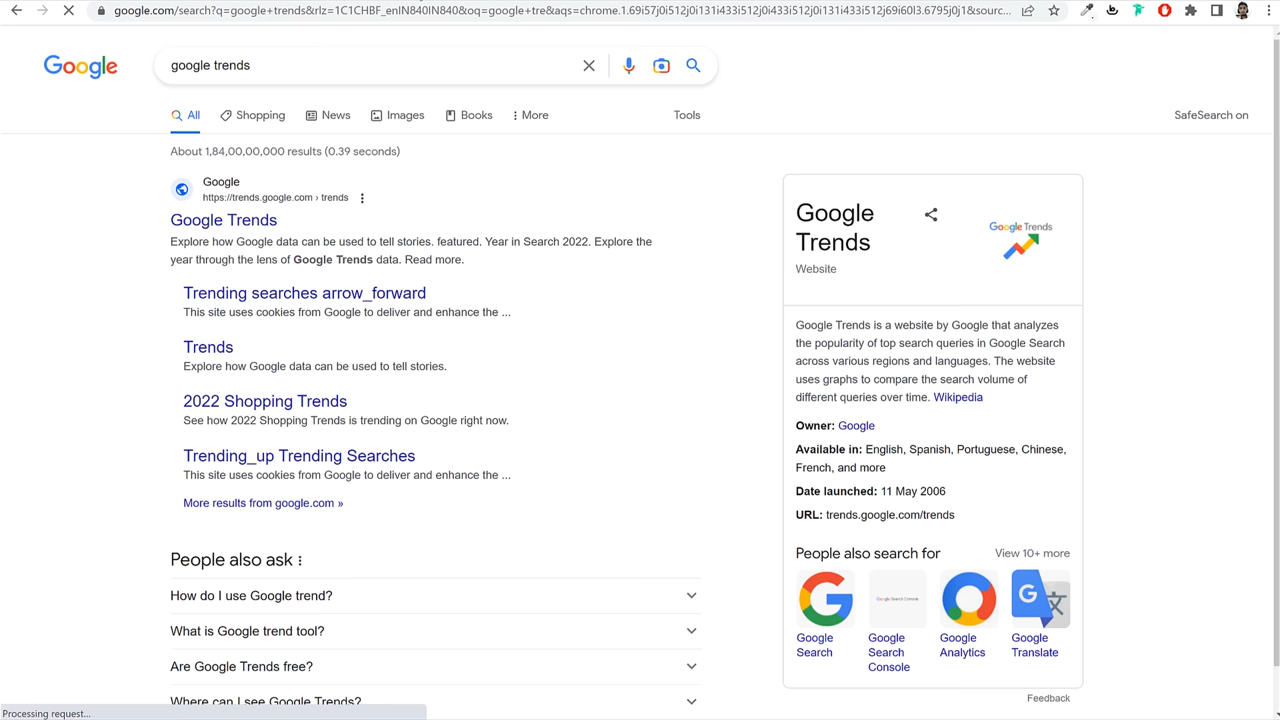 google.com/search?q=google+trends&rlz=1C1CHBF_enIN840IN840&oq=google+tre&aqs=chrome.1.69i57j0i512j0i131i433i512j0i433i512j0i131i433i512j69i60l3.6795j0j1&sourc...
Google
google trends
All
Shopping
News
Images
Books
More
Tools
SafeSearch on
About 1,84,00,00,000 results (0.39 seconds)
Google
https://trends.google.com › trends
Google Trends
Explore how Google data can be used to tell stories. featured. Year in Search 2022. Explore the
year through the lens of Google Trends data. Read more.
Trending searches arrow_forward
This site uses cookies from Google to deliver and enhance the ...
Trends
Explore how Google data can be used to tell stories.
2022 Shopping Trends
See how 2022 Shopping Trends is trending on Google right now.
Trending_up Trending Searches
This site uses cookies from Google to deliver and enhance the ...
More results from google.com »
People also ask
How do I use Google trend?
What is Google trend tool?
Are Google Trends free?
Where can I see Google Trends?
Processing request...
Google
Trends
Website
Google Trends
Google Trends is a website by Google that analyzes
the popularity of top search queries in Google Search
across various regions and languages. The website
uses graphs to compare the search volume of
different queries over time. Wikipedia
Owner: Google
Available in: English, Spanish, Portuguese, Chinese,
French, and more
Date launched: 11 May 2006
URL: trends.google.com/trends
People also search for
View 10+ more
Google Search Console
Google
Search
Google
Search
Console
Google
Analytics
Google
Translate
Feedback